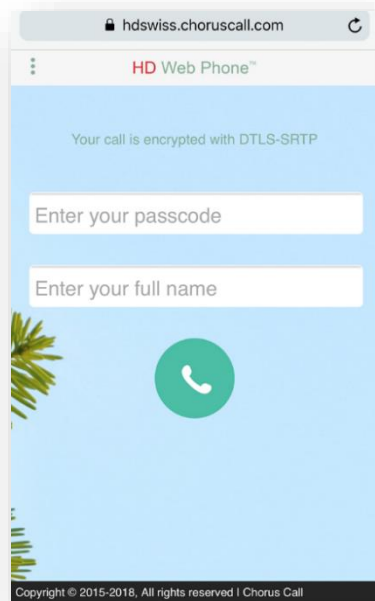 hdswiss.choruscall.com
HD Web Phone™
Your call is encrypted with DTLS-SRTP
Enter your passcode
Enter your full name
Copyright © 2015-2018, All rights reserved I Chorus Call